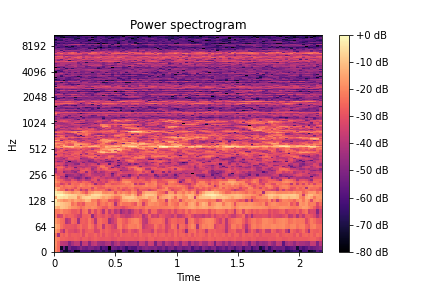 Power spectrogram
Hz
8192
4096
2048
1024
512
256
128
64
0
0
0.5
1
1.5
2
Time
+0 dB
-10 dB
-20 dB
-30 dB
-40 dB
-50 dB
-60 dB
-70 dB
-80 dB